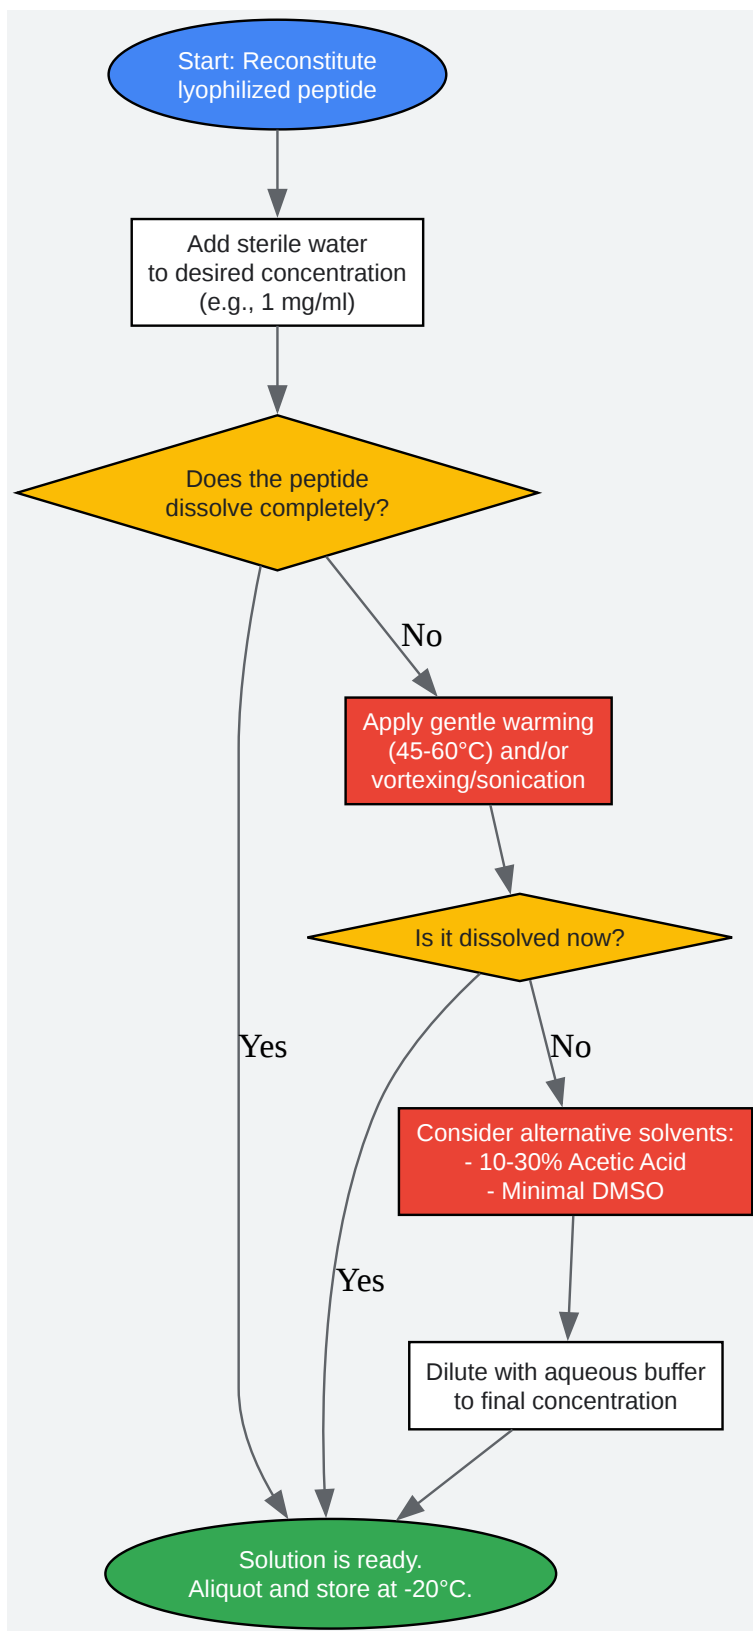 Start: Reconstitute
lyophilized peptide
Add sterile water
to desired concentration
(e.g., 1 mg/ml)
Does the peptide
dissolve completely?
No
Apply gentle warming
(45-60°C) and/or
vortexing/sonication
Is it dissolved now?
Yes
No
Consider alternative solvents:
- 10-30% Acetic Acid
- Minimal DMSO
Yes
Dilute with aqueous buffer
to final concentration
Solution is ready.
Aliquot and store at -20°C.